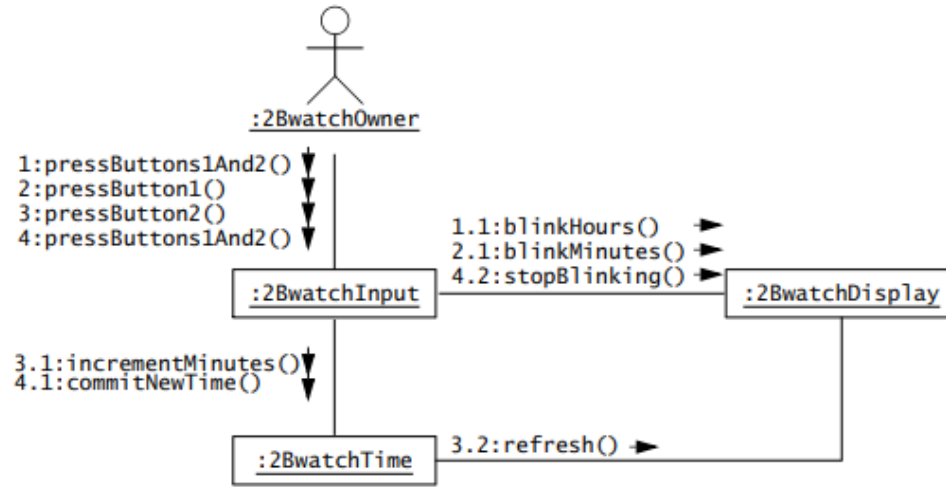 :2BwatchOwner
1:pressButtons1And2()
2:pressButton1()
3:pressButton2()
4:pressButtons1And2()
1.1:blinkHours()
2.1:blinkMinutes()
4.2:stopBlinking()
:2BwatchInput
:2BwatchDisplay
3.1:incrementMinutes()
4.1:commitNewTime()
3.2:refresh()
:2BwatchTime